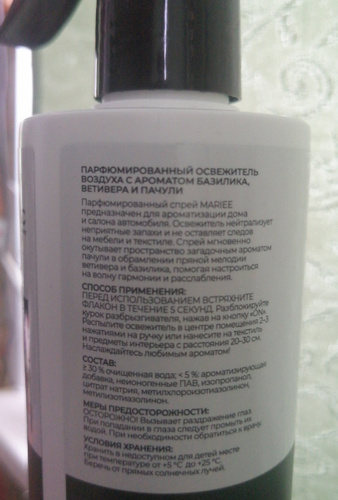 ПАРФЮМИРОВАННЫЙ ОСВЕЖИТЕЛЬ
ВОЗДУХА С АРОМАТОМ БАЗИЛИКА,
ВЕТИВЕРА И ПАЧУЛИ
Парфюмированный спрей MARIEE
предназначен для ароматизации дома
и салона автомобиля. Освежитель нейтрализует
неприятные запахи и не оставляет следов
на мебели и текстиле. Спрей мгновенно
окутывает пространство загадочным ароматом
пачули в обрамлении пряной мелодии
ветивера и базилика, помогая настроиться
на волну гармонии и расслабления.
СПОСОБ ПРИМЕНЕНИЯ:
ПЕРЕД ИСПОЛЬЗОВАНИЕМ ВСТРЯХНИТЕ
ФЛАКОН В ТЕЧЕНИЕ 5 СЕКУНД. Разблокируйте
курок разбрызгивателя, нажав на кнопку «ON».
Распылите освежитель в центре помещения 2-3
нажатиями на ручку или нанесите на текстиль
и предметы интерьера с расстояния 20-30 см.
Наслаждайтесь любимым ароматом!
СОСТАВ:
≥ 30 % очищенная вода; < 5 %: ароматизирующая
добавка, неионогенные ПАВ, изопропанол,
цитрат натрия, метилхлороизотиазолинон,
метилизотиазолинон.
МЕРЫ ПРЕДОСТОРОЖНОСТИ:
ОСТОРОЖНО! Вызывает раздражение глаз.
При попадании в глаза следует промыть их
водой. При необходимости обратиться к врачу.
УСЛОВИЯ ХРАНЕНИЯ:
Хранить в недоступном для детей месте
при температуре от +5 °С до +25 °С.
Беречь от прямых солнечных лучей.